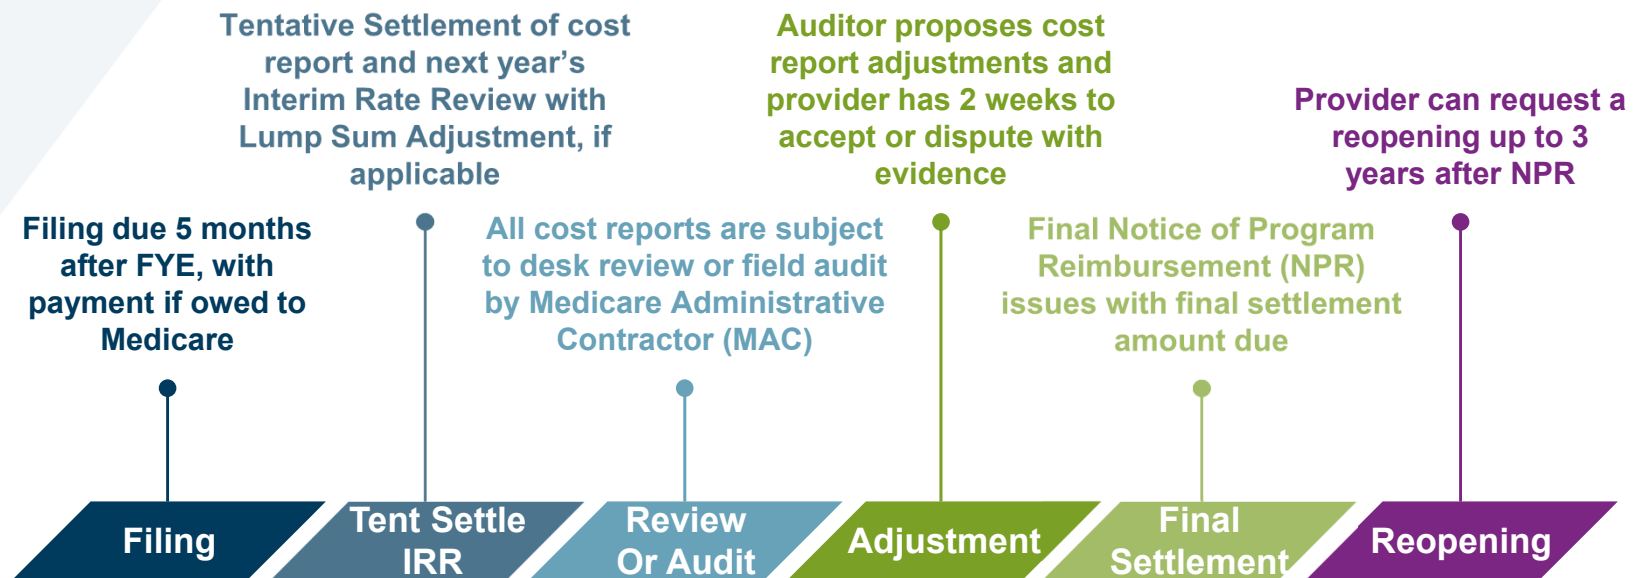 Tentative Settlement of cost
report and next year’s
Interim Rate Review with
Lump Sum Adjustment, if
applicable
Auditor proposes cost
report adjustments and
provider has 2 weeks to
accept or dispute with
evidence
Provider can request a
reopening up to 3
years after NPR
Filing due 5 months
after FYE, with
payment if owed to
Medicare
All cost reports are subject
to desk review or field audit
by Medicare Administrative
Contractor (MAC)
Final Notice of Program
Reimbursement (NPR)
issues with final settlement
amount due
Filing
Tent Settle
IRR
Review
Or Audit
Adjustment
Final
Settlement
Reopening